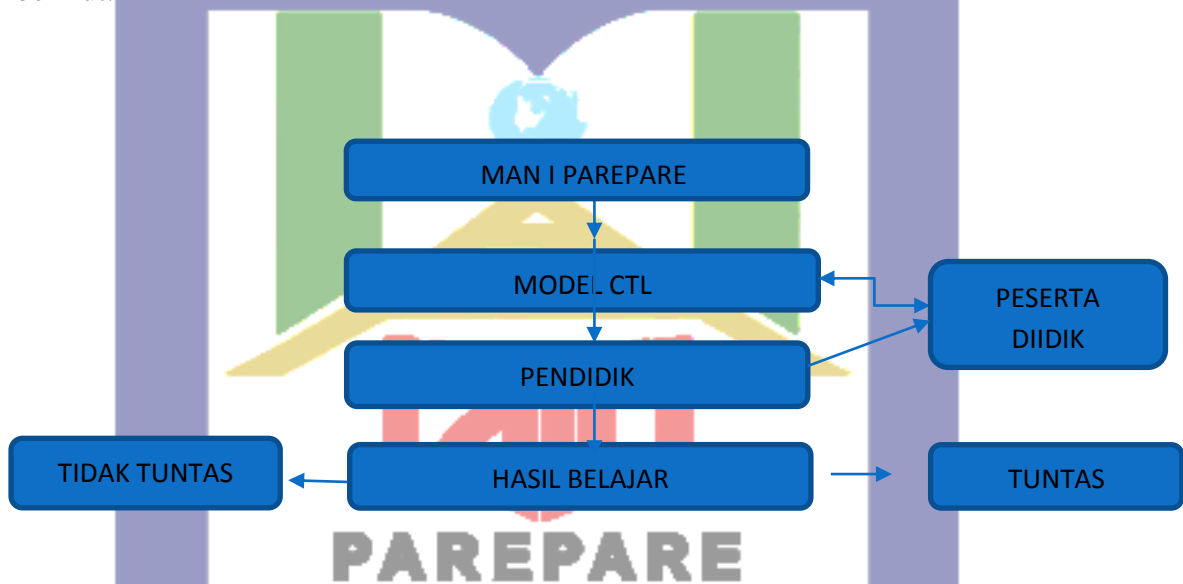 MAN I PAREPARE
MODEL CTL
PESERTA
DIIDIK
PENDIDIK
TIDAK TUNTAS
HASIL BELAJAR
TUNTAS
PAREPARE